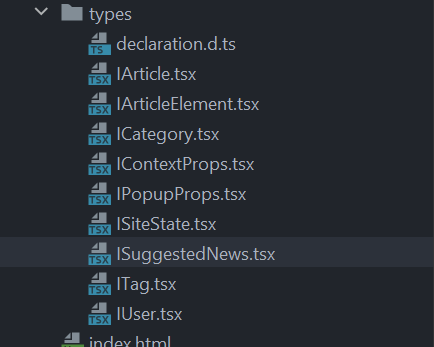 types
TS declaration.d.ts
TSX IArticle.tsx
TSX IArticleElement.tsx
TSX ICategory.tsx
TSX IContextProps.tsx
TSX IPopupProps.tsx
TSX ISiteState.tsx
TSX ISuggestedNews.tsx
TSX ITag.tsx
TSX IUser.tsx
index.html